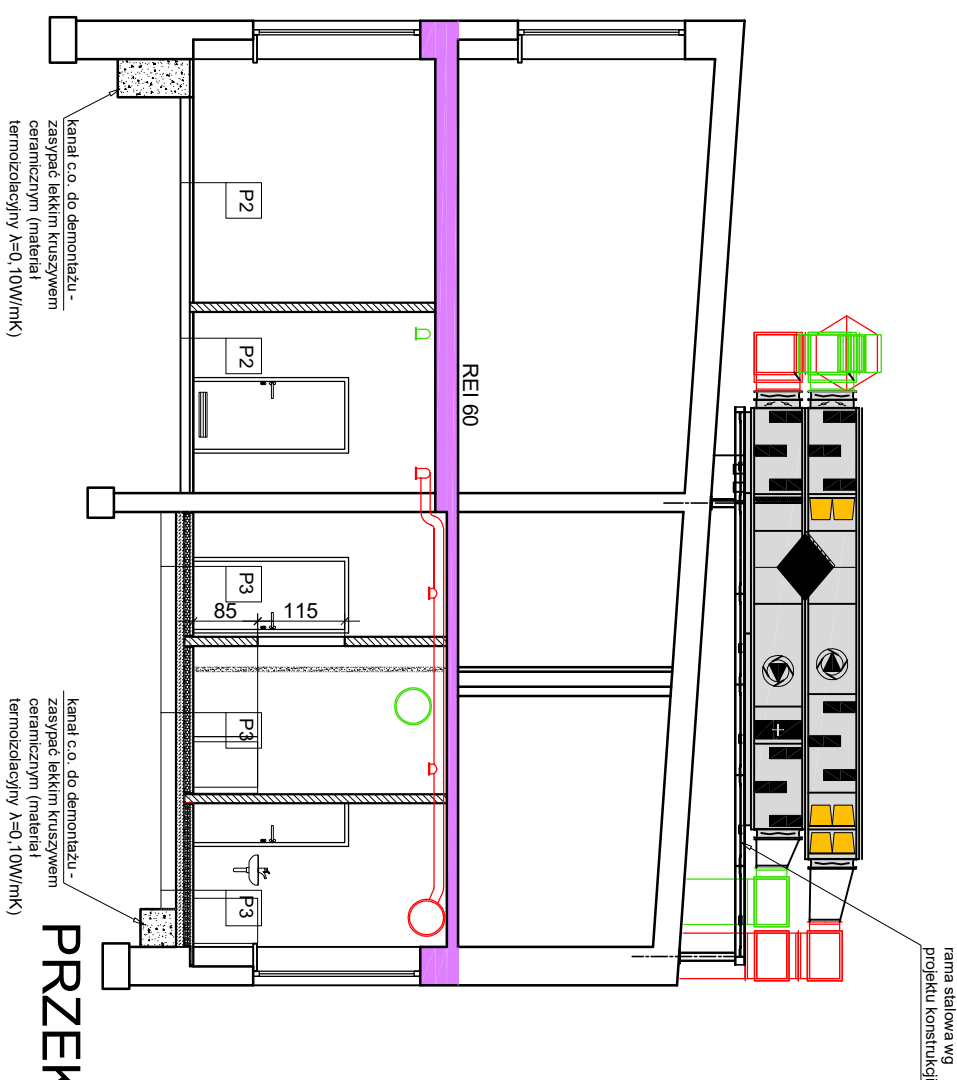 rama stalowa wg
projektu konstrukcji
REI 60
P2
P2
P3
P3
P3
85
115
kanał c.o. do demontażu -
zasypać lekkim kruszywem
ceramicznym (materiał
termoizolacyjny λ=0,10W/mK)
kanał c.o. do demontażu -
zasypać lekkim kruszywem
ceramicznym (materiał
termoizolacyjny λ=0,10W/mK)